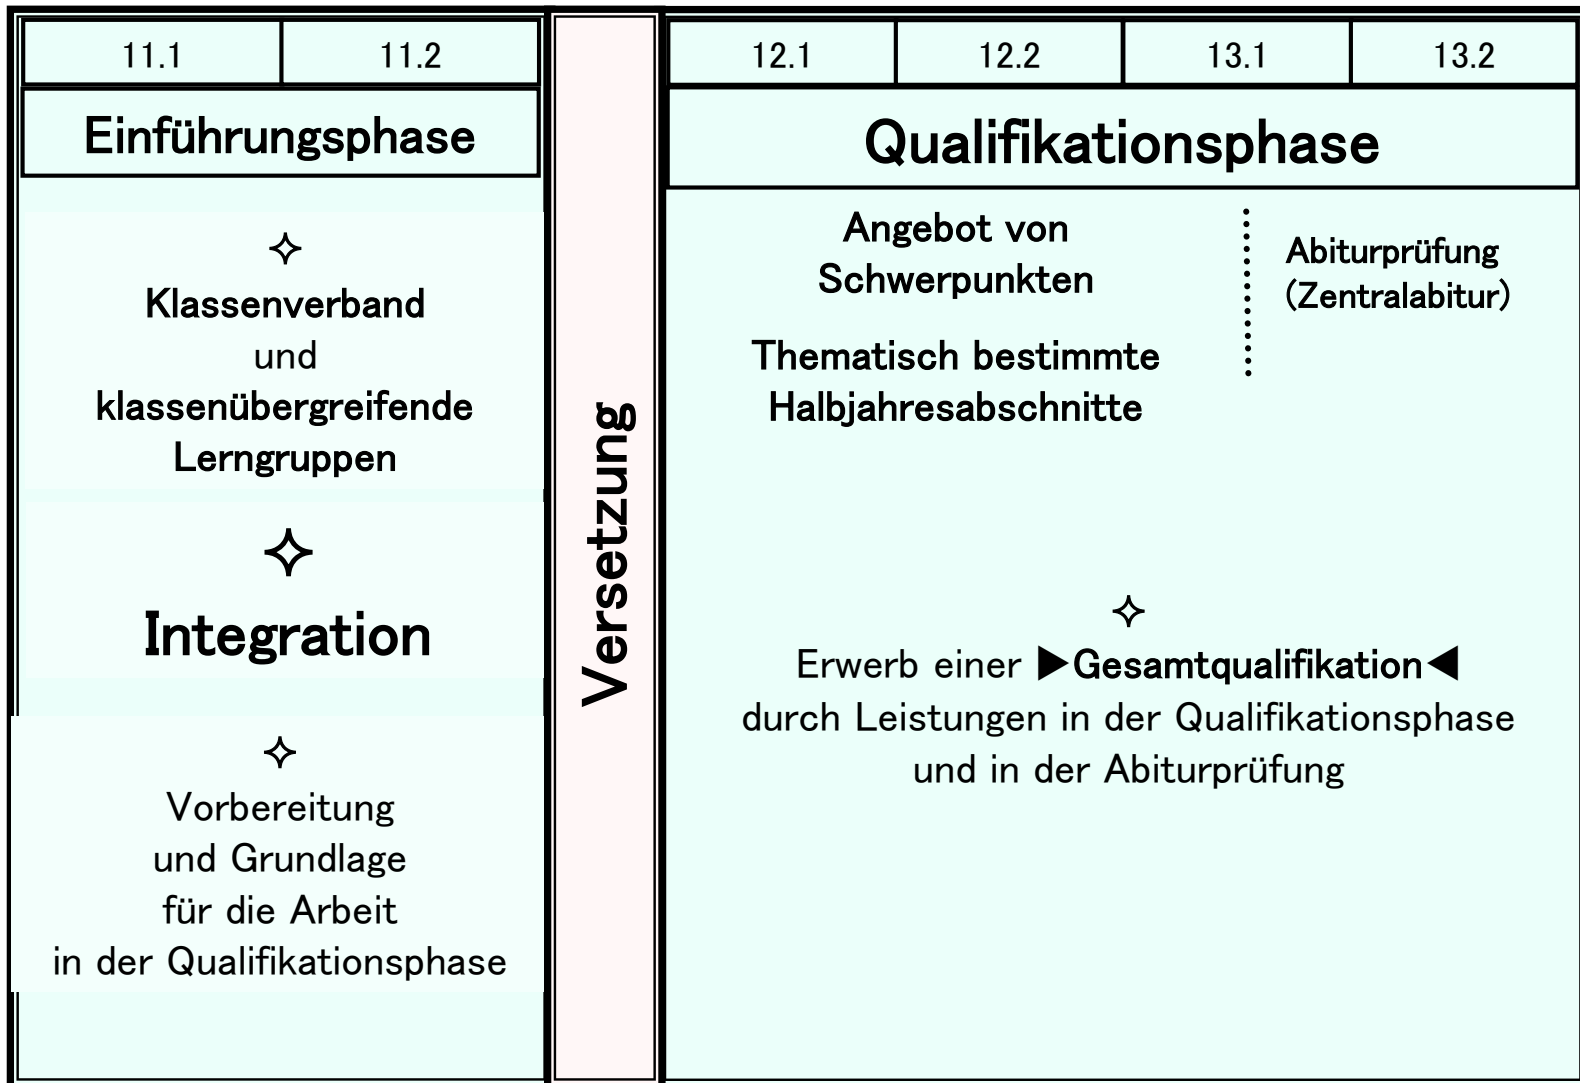 11.1 11.2
Einführungsphase
✧
Klassenverband
und
klassenübergreifende
Lerngruppen
✧
Integration
✧
Vorbereitung
und Grundlage
für die Arbeit
in der Qualifikationsphase
Versetzung
12.1 12.2 13.1 13.2
Qualifikationsphase
Angebot von
Schwerpunkten
Thematisch bestimmte
Halbjahresabschnitte
Abiturprüfung
(Zentralabitur)
✧
Erwerb einer ▶Gesamtqualifikation◀
durch Leistungen in der Qualifikationsphase
und in der Abiturprüfung